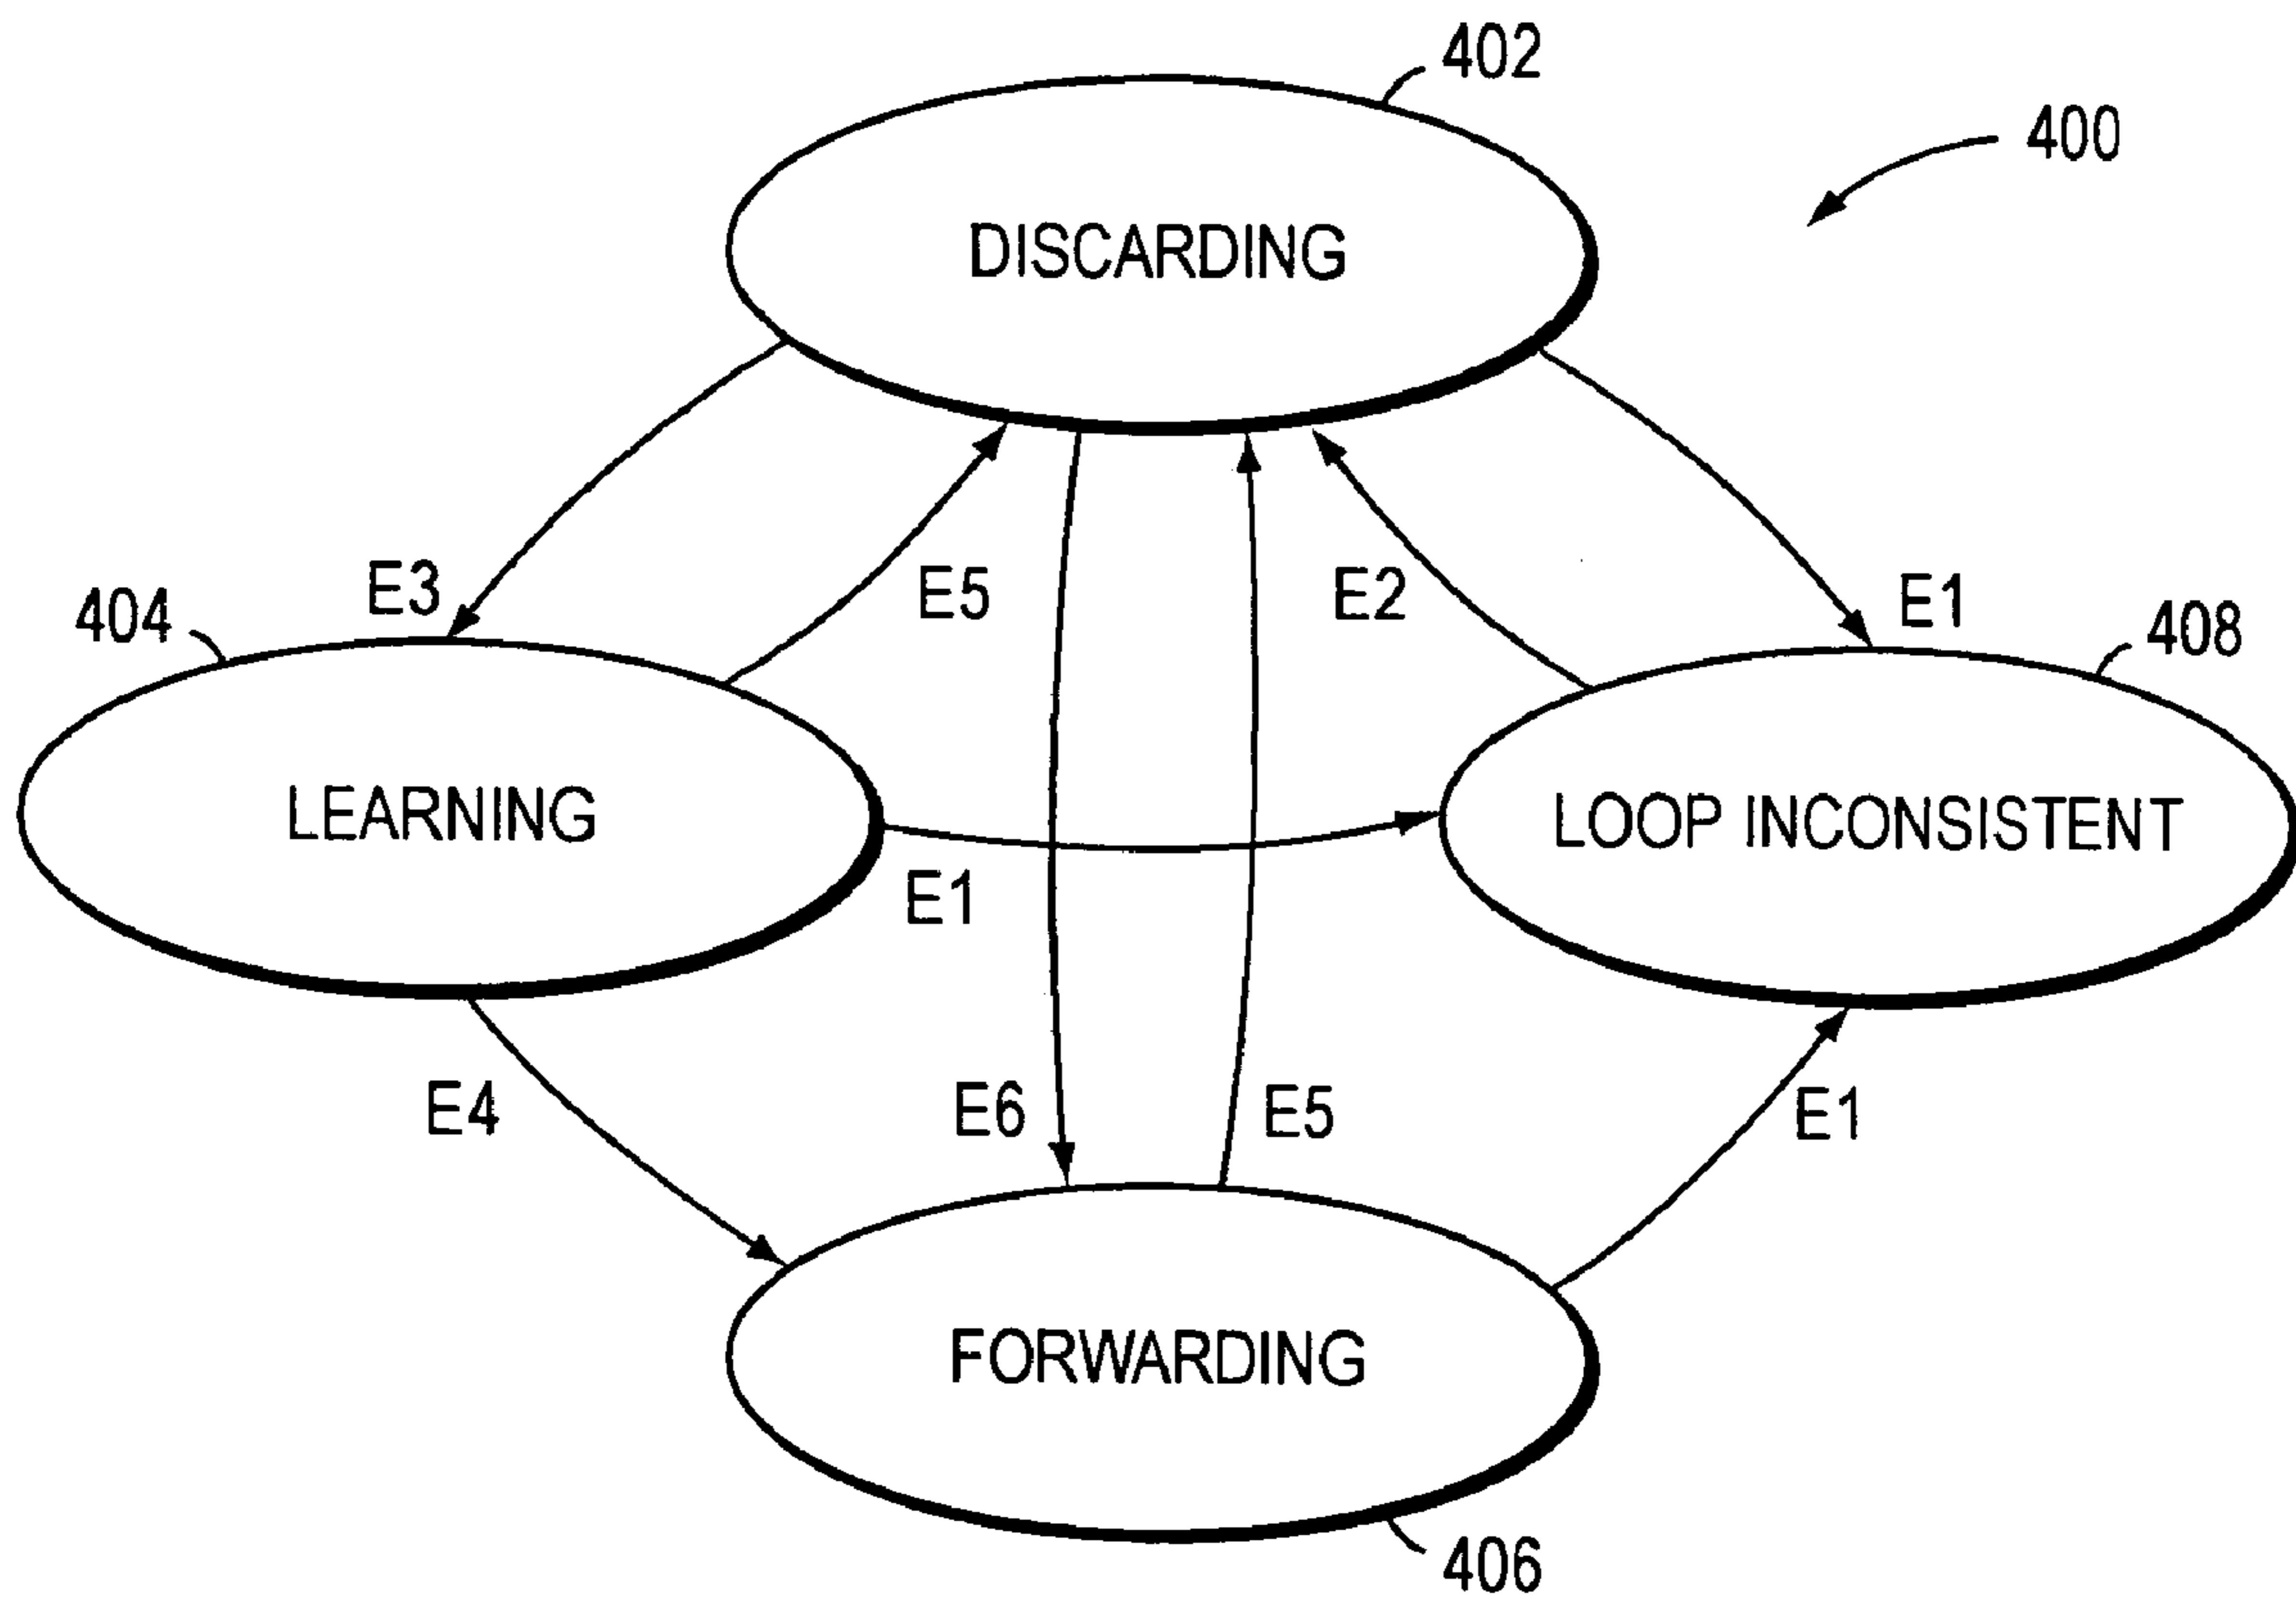 402
400
DISCARDING
E3
E5
E2
E1
404
408
LEARNING
LOOP INCONSISTENT
E1
E4
E6
E5
E1
FORWARDING
406